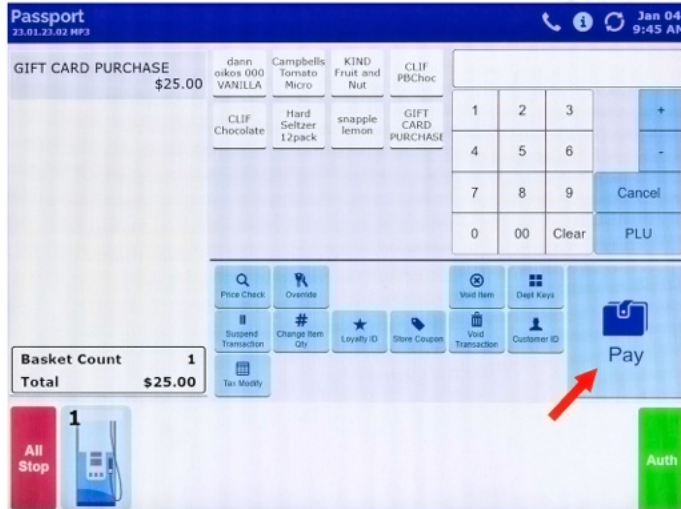 Passport
23.01.23.02 MP3
Jan 04
9:45 AM
GIFT CARD PURCHASE
$25.00
dann
oikos 000
VANILLA
Campbells
Tomato
Micro
KIND
Fruit and
Nut
CLIF
PBChoc
CLIF
Chocolate
Hard
Seltzer
12pack
snapple
lemon
GIFT
CARD
PURCHASE
1
2
3
+
4
5
6
-
7
8
9
Cancel
0
00
Clear
PLU
Price Check
Override
Void Item
Dept Keys
Suspend
Transaction
Change Item
Qty
Loyalty ID
Store Coupon
Void
Transaction
Customer ID
Tax Modify
Pay
Basket Count 1
Total $25.00
All
Stop
1
Auth